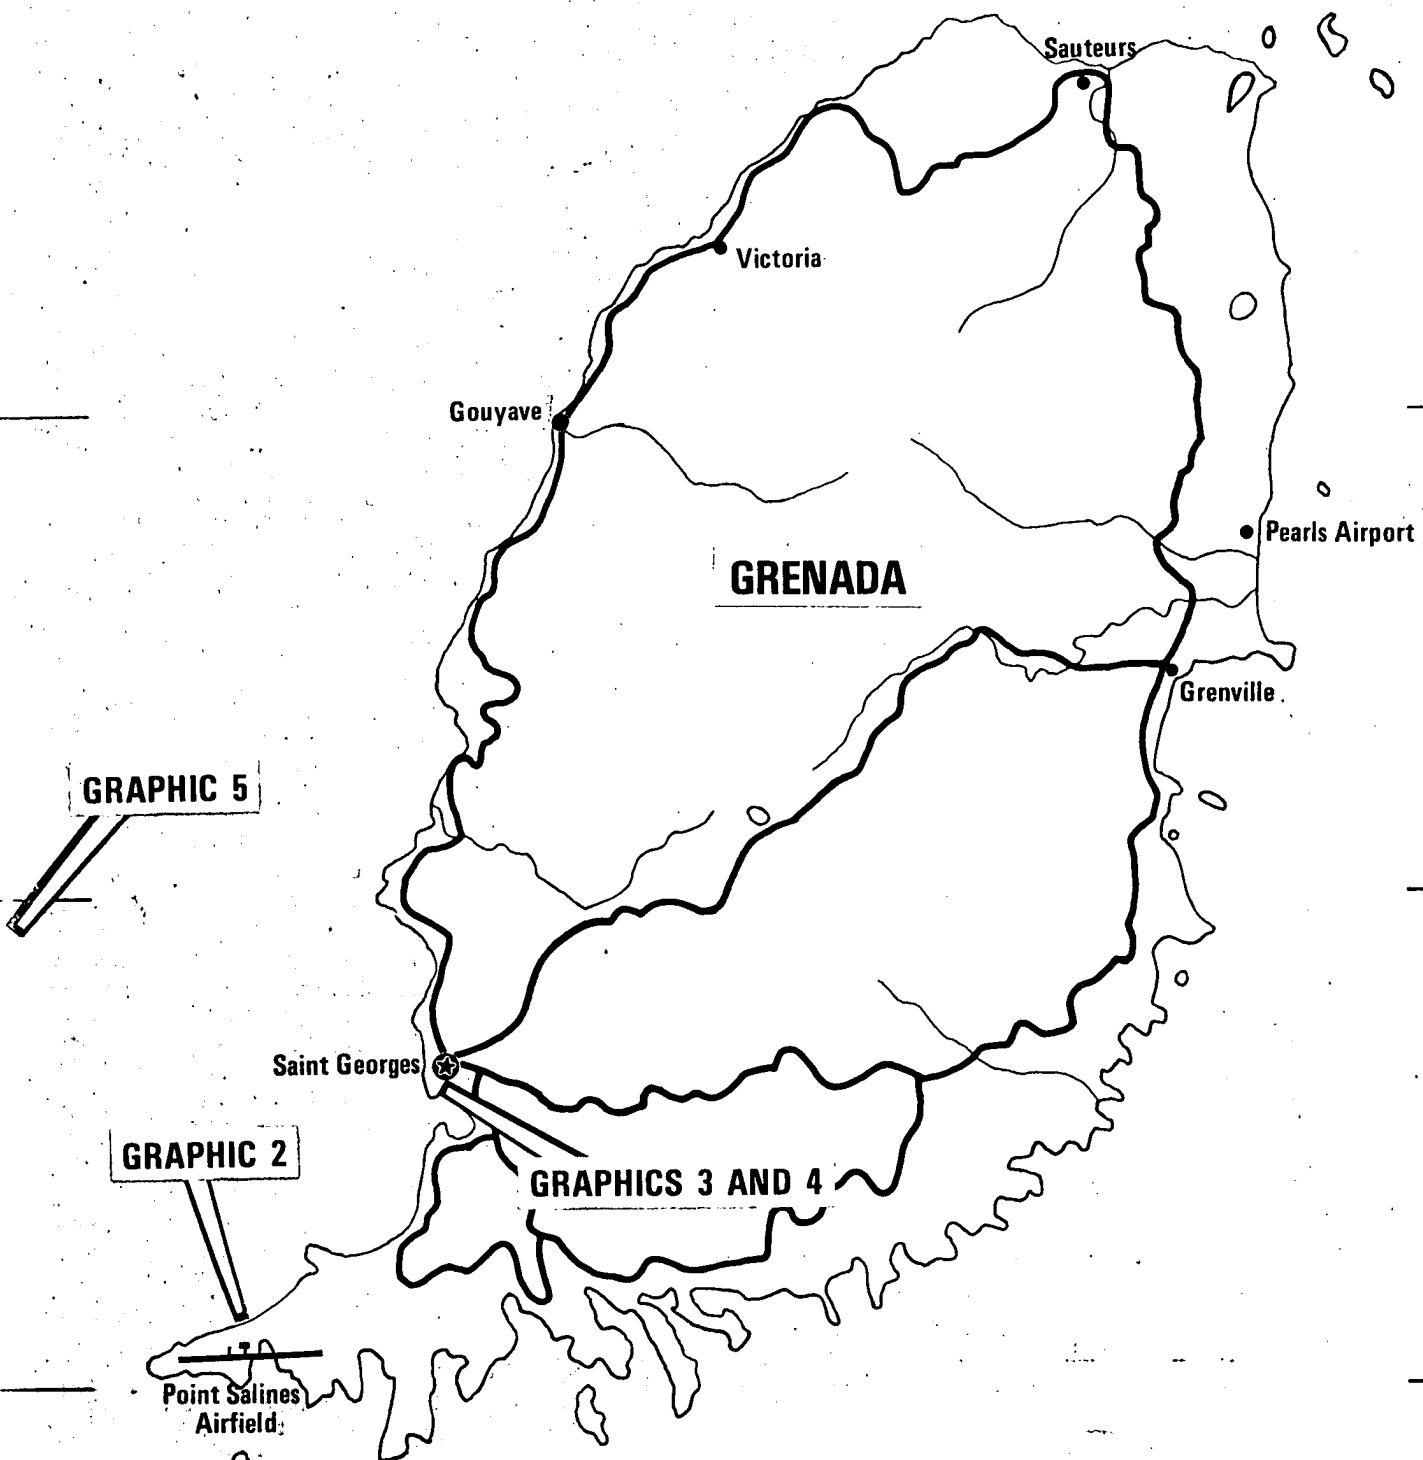 Sauteurs
Victoria
Gouyave
Pearls Airport
GRENADA
Grenville
GRAPHIC 5
Saint Georges
GRAPHIC 2
GRAPHICS 3 AND 4
Point Salines
Airfield